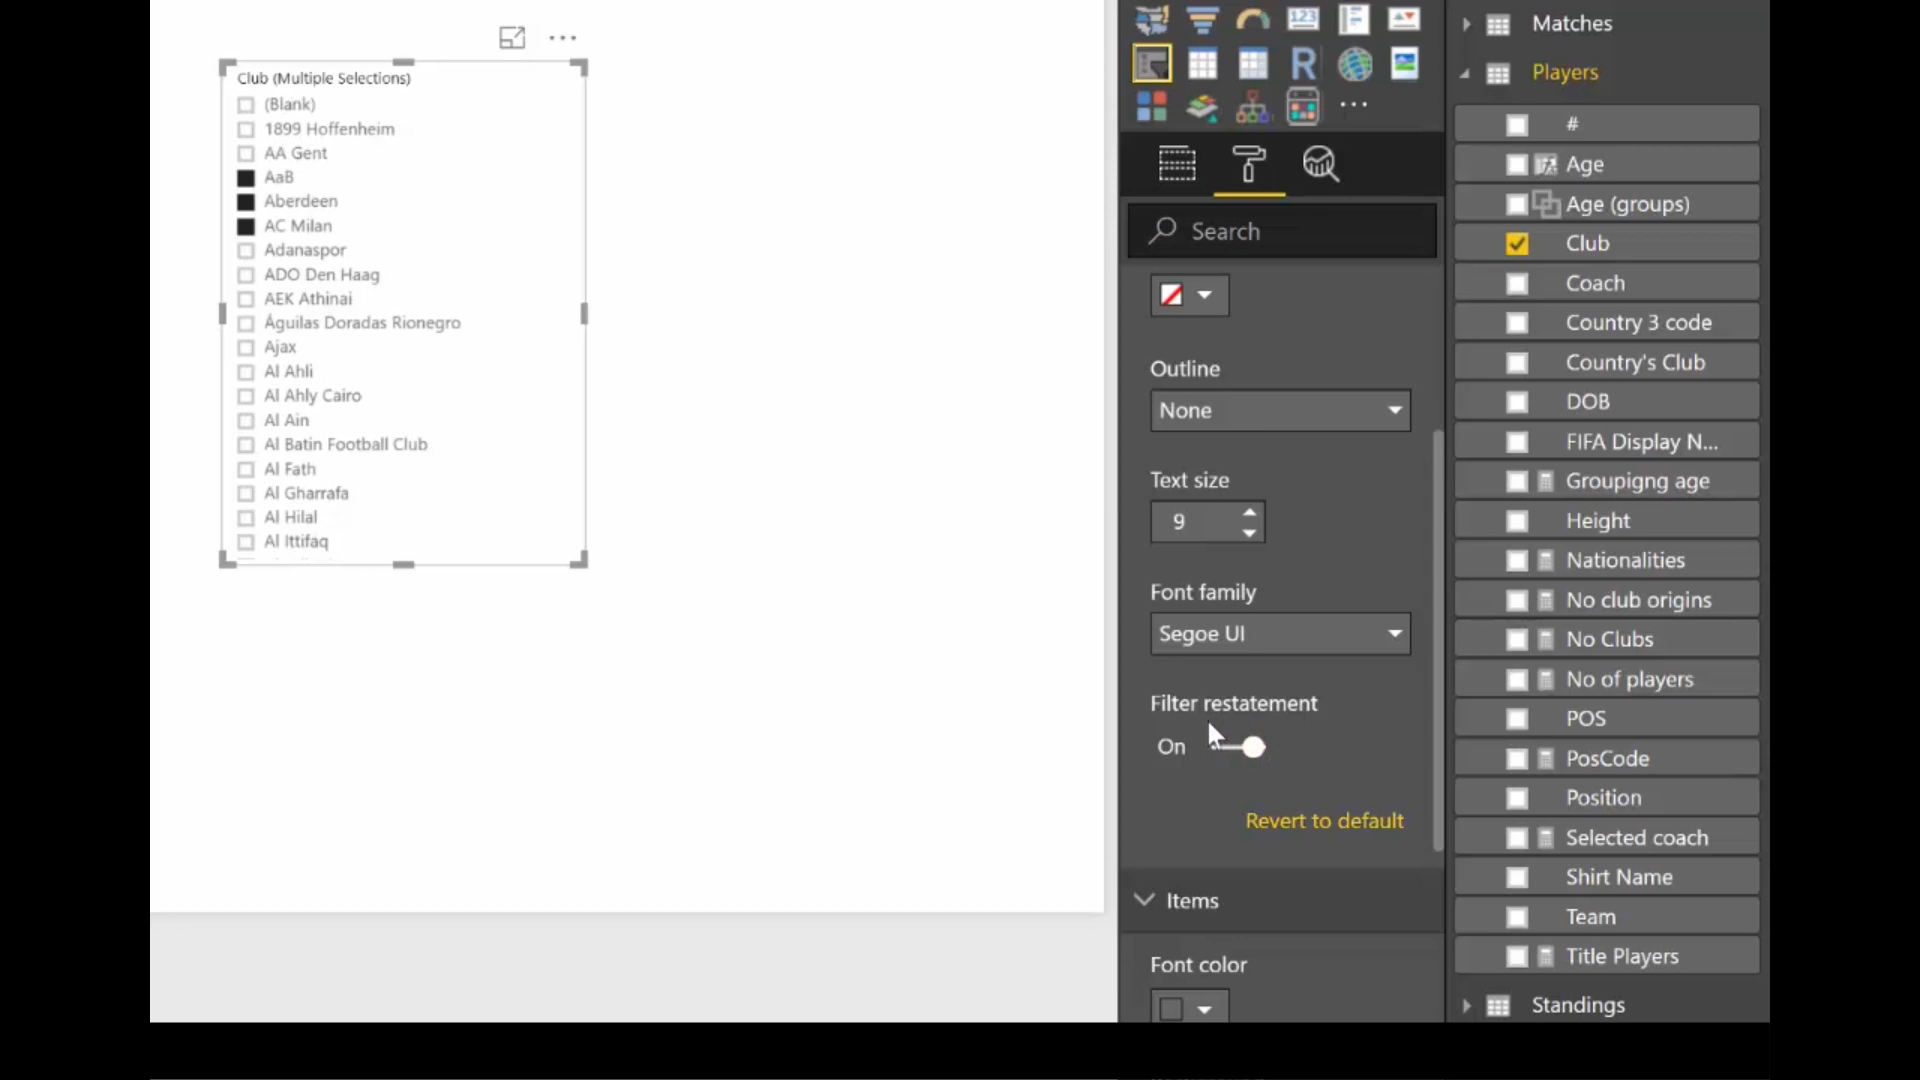 Club (Multiple Selections)
(Blank)
1899 Hoffenheim
AA Gent
AaB
Aberdeen
AC Milan
Adanaspor
ADO Den Haag
AEK Athinai
Águilas Doradas Rionegro
Ajax
Al Ahli
Al Ahly Cairo
Al Ain
Al Batin Football Club
Al Fath
Al Gharrafa
Al Hilal
Al Ittifaq
123
R
Search
Outline
None
Text size
9
Font family
Segoe UI
Filter restatement
On
Revert to default
Items
Font color
Matches
Players
#
Age
Age (groups)
Club
Coach
Country 3 code
Country's Club
DOB
FIFA Display N...
Groupigng age
Height
Nationalities
No club origins
No Clubs
No of players
POS
PosCode
Position
Selected coach
Shirt Name
Team
Title Players
Standings